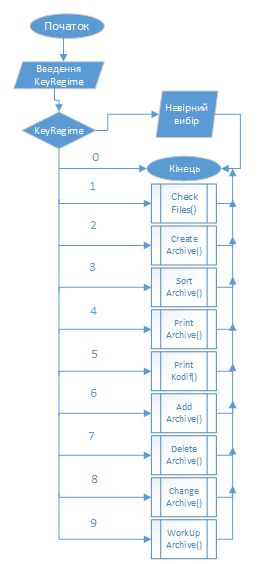 Початок
Введення
KeyRegime
Невірний
вибір
KeyRegime
0
Кінець
1
Check
Files()
2
Create
Archive()
3
Sort
Archive()
4
Print
Archive()
5
Print
Kodif()
6
Add
Archive()
7
Delete
Archive()
8
Change
Archive()
9
WorkUp
Archive()